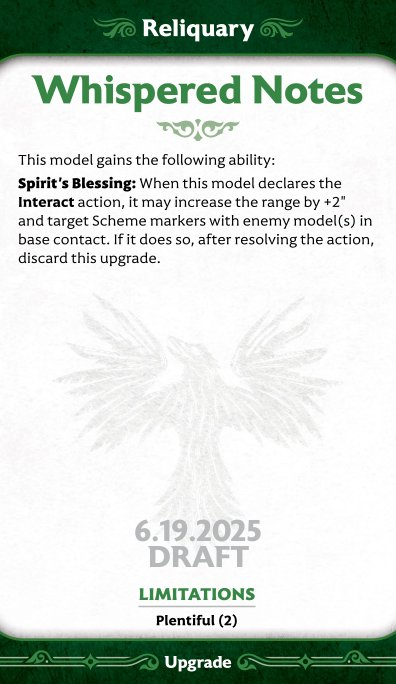 Reliquary
Whispered Notes
This model gains the following ability:
Spirit's Blessing: When this model declares the
Interact action, it may increase the range by +2"
and target Scheme markers with enemy model(s) in
base contact. If it does so, after resolving the action,
discard this upgrade.
6.19.2025
DRAFT
LIMITATIONS
Plentiful (2)
Upgrade